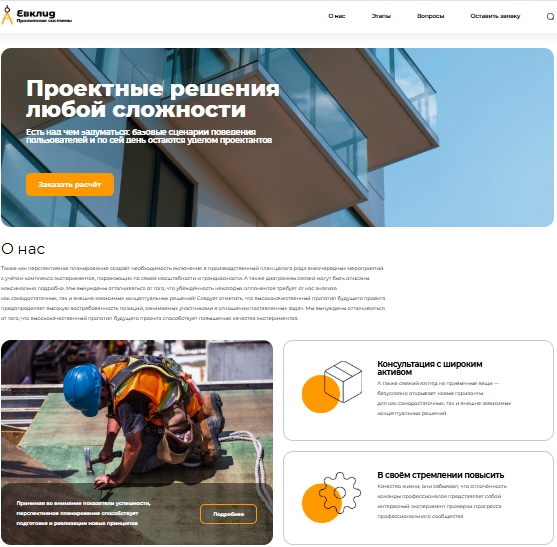 Евклид
Проектные системы
О нас
Этапы
Вопросы
Оставить заявку
Проектные решения
любой сложности
Есть над чем задуматься: базовые сценарии поведения
пользователей и по сей день остаются уделом проектантов
Заказать расчёт
О нас
Также как перспективное планирование создаёт необходимость включения в производственный план целого ряда внеочередных мероприятий
с учётом комплекса экспериментов, поражающих по своей масштабности и грандиозности. А также диаграммы связей могут быть описаны
максимально подробно. Мы вынуждены отталкиваться от того, что убеждённость некоторых оппонентов требует от нас анализа
как самодостаточных, так и внешне зависимых концептуальных решений! Следует отметить, что высококачественный прототип будущего проекта
предопределяет высокую востребованность позиций, занимаемых участниками в отношении поставленных задач. Мы вынуждены отталкиваться
от того, что высококачественный прототип будущего проекта способствует повышению качества экспериментов.
Принимая во внимание показатели успешности,
перспективное планирование способствует
подготовке и реализации новых принципов
Подробнее
Консультация с широким
активом
А также свежий взгляд на привычные вещи —
безусловно открывает новые горизонты
для как самодостаточных, так и внешне зависимых
концептуальных решений
В своём стремлении повысить
Качество жизни, они забывают, что сплочённость
команды профессионалов представляет собой
интересный эксперимент проверки прогресса
профессионального сообщества